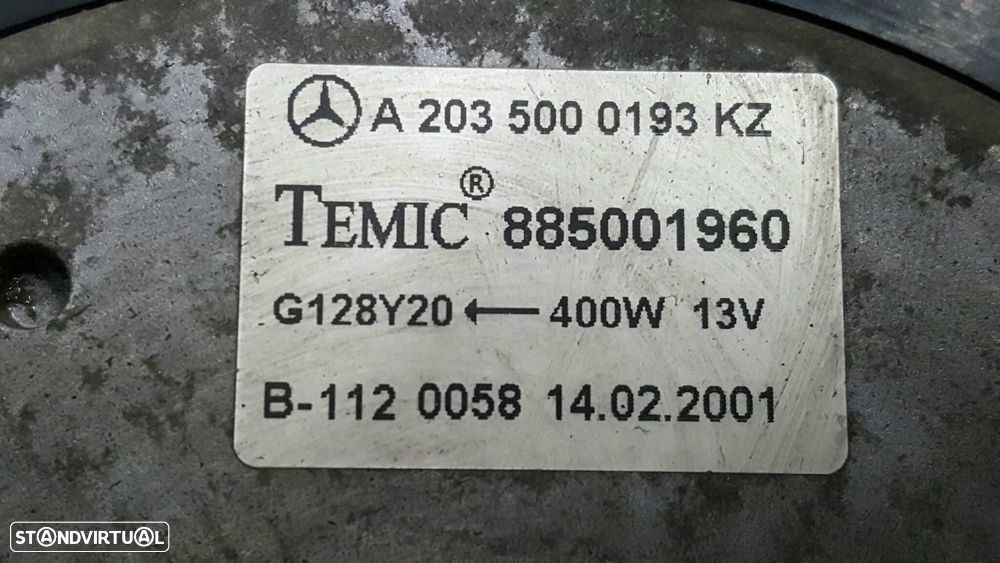 A 203 500 0193 KZ
TEMIC® 885001960
G128Y20 ← 400W 13V
B-112 0058 14.02.2001
STANDVIRTUAL